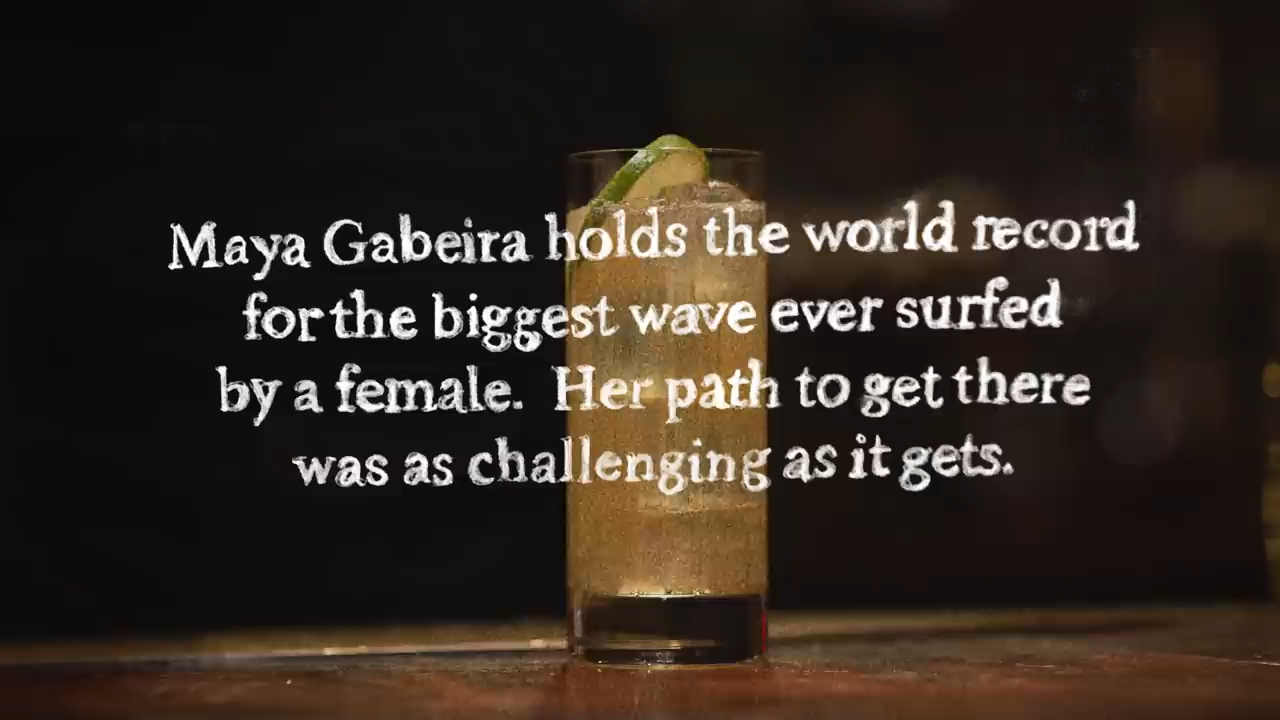 Maya Gabeira holds the world record
for the biggest wave ever surfed
by a female. Her path to get there
was as challenging as it gets.